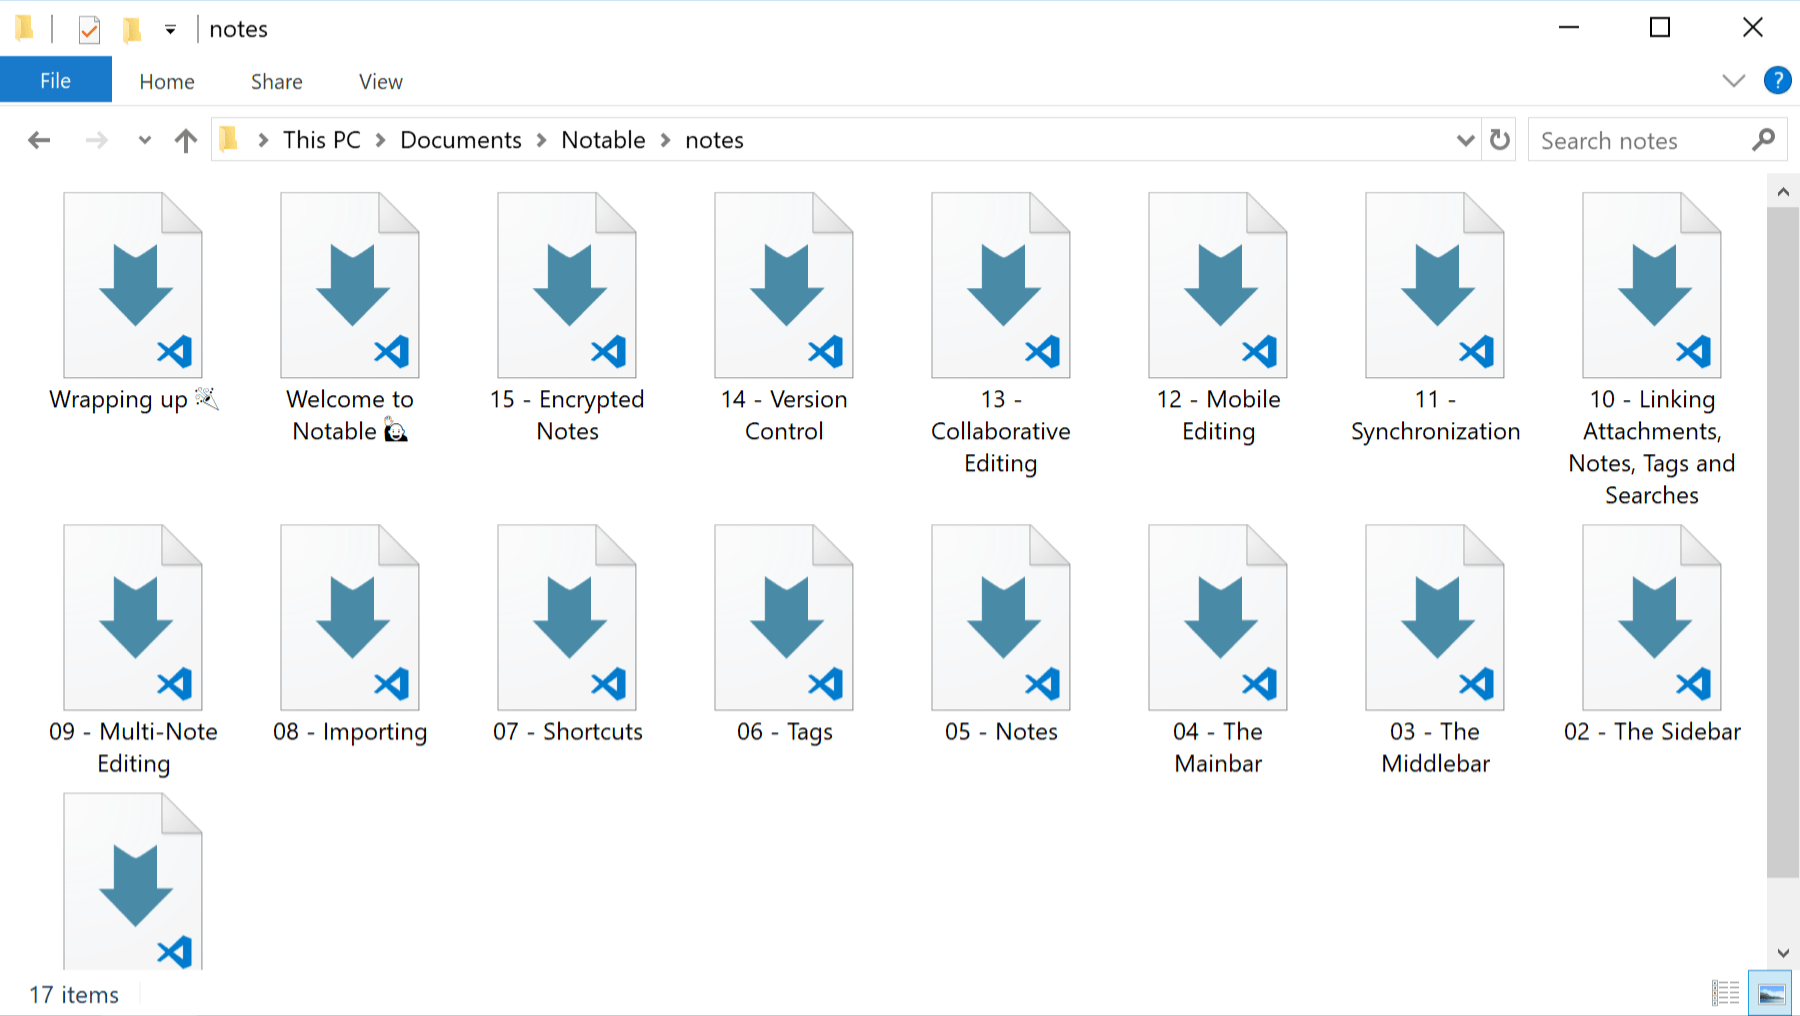 notes
File Home Share View
?
This PC Documents Notable notes
Search notes
Wrapping up 🎉
Welcome to
Notable 🙋
15 - Encrypted
Notes
14 - Version
Control
13 -
Collaborative
Editing
12 - Mobile
Editing
11 -
Synchronization
10 - Linking
Attachments,
Notes, Tags and
Searches
09 - Multi-Note
Editing
08 - Importing
07 - Shortcuts
06 - Tags
05 - Notes
04 - The
Mainbar
03 - The
Middlebar
02 - The Sidebar
17 items